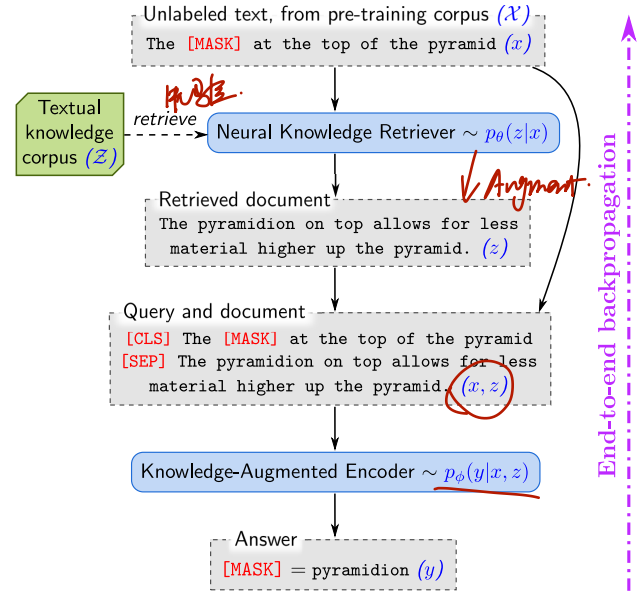 Unlabeled text, from pre-training corpus (𝒳)
The [MASK] at the top of the pyramid (x)
Textual
knowledge
corpus (𝒵)
retrieve
Neural Knowledge Retriever ∼ pθ(z|x)
Augment.
Retrieved document
The pyramidion on top allows for less
material higher up the pyramid. (z)
Query and document
[CLS] The [MASK] at the top of the pyramid
[SEP] The pyramidion on top allows for less
material higher up the pyramid. (x, z)
Knowledge-Augmented Encoder ∼ pϕ(y|x, z)
Answer
[MASK] = pyramidion (y)
End-to-end backpropagation